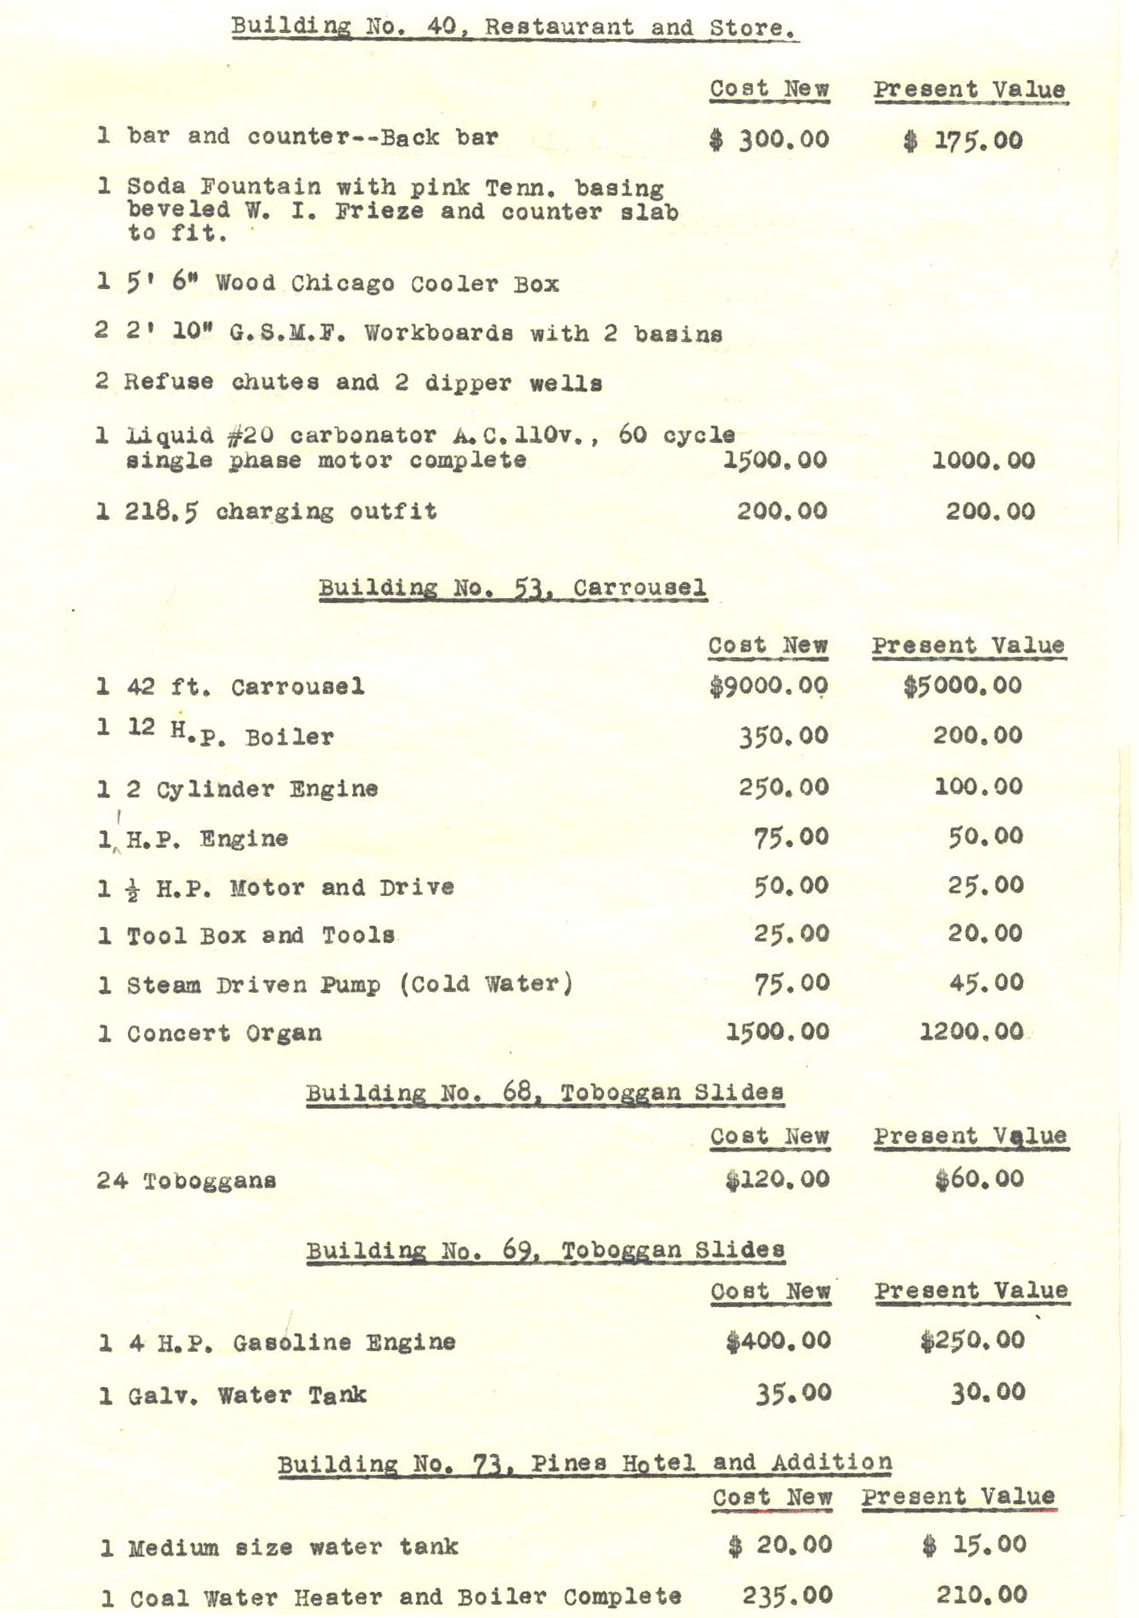 Building No. 40, Restaurant and Store.
Cost New Present Value
1 bar and counter--Back bar $ 300.00 $ 175.00
1 Soda Fountain with pink Tenn. basing
beveled W. I. Frieze and counter slab
to fit.
1 5' 6" Wood Chicago Cooler Box
2 2' 10" G.S.M.F. Workboards with 2 basins
2 Refuse chutes and 2 dipper wells
1 Liquid #20 carbonator A.C.110v., 60 cycle
single phase motor complete 1500.00 1000.00
1 218.5 charging outfit 200.00 200.00
Building No. 53, Carrousel
Cost New Present Value
1 42 ft. Carrousel $9000.00 $5000.00
1 12 H.P. Boiler 350.00 200.00
1 2 Cylinder Engine 250.00 100.00
1 1 H.P. Engine 75.00 50.00
1 ½ H.P. Motor and Drive 50.00 25.00
1 Tool Box and Tools 25.00 20.00
1 Steam Driven Pump (Cold Water) 75.00 45.00
1 Concert Organ 1500.00 1200.00
Building No. 68, Toboggan Slides
Cost New Present Value
24 Toboggans $120.00 $60.00
Building No. 69, Toboggan Slides
Cost New Present Value
1 4 H.P. Gasoline Engine $400.00 $250.00
1 Galv. Water Tank 35.00 30.00
Building No. 73, Pines Hotel and Addition
Cost New Present Value
1 Medium size water tank $ 20.00 $ 15.00
1 Coal Water Heater and Boiler Complete 235.00 210.00